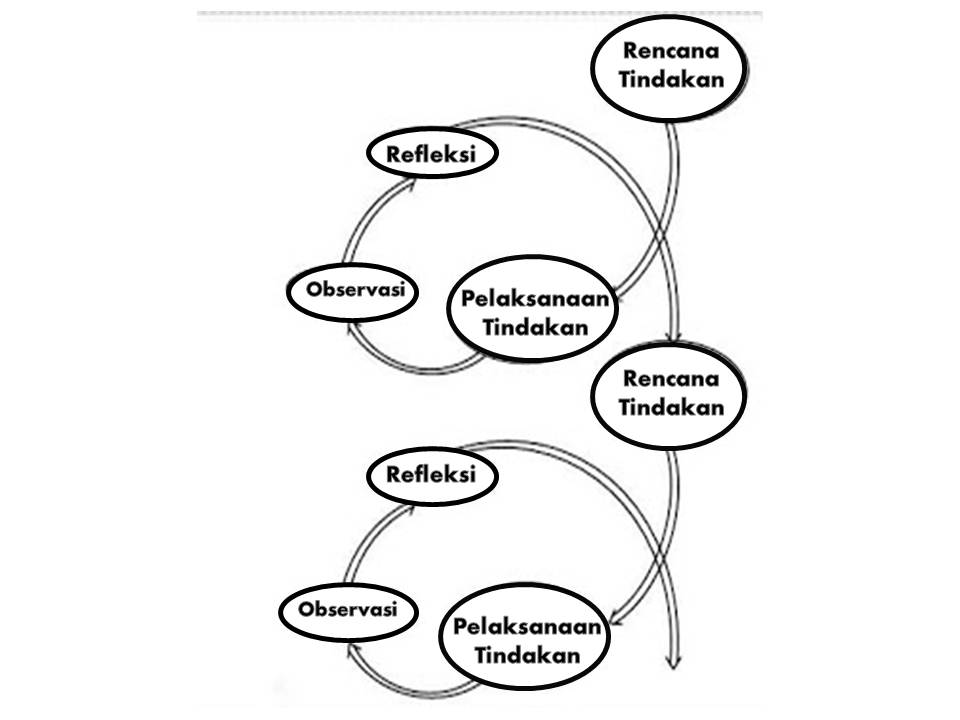 Rencana
Tindakan
Refleksi
Observasi
Pelaksanaan
Tindakan
Rencana
Tindakan
Refleksi
Observasi
Pelaksanaan
Tindakan